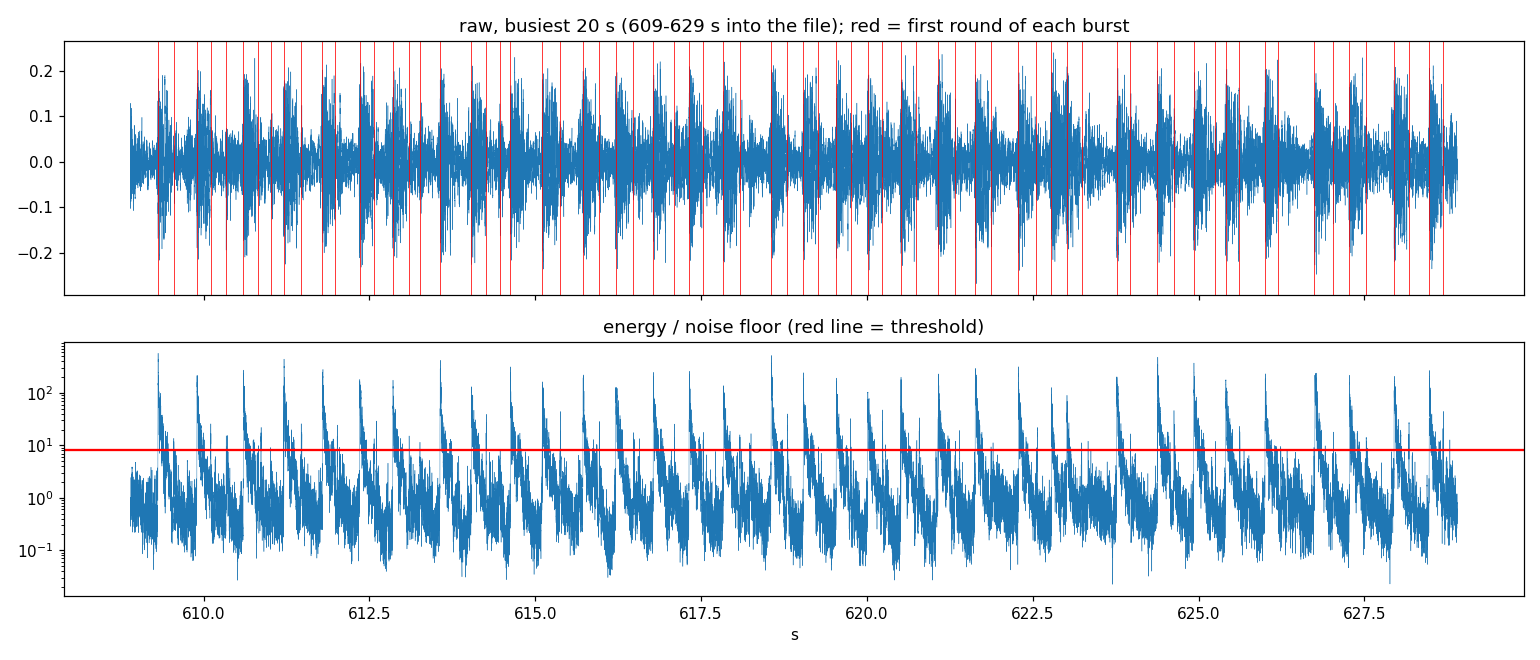 raw, busiest 20 s (609-629 s into the file); red = first round of each burst
0.2
0.1
0.0
−0.1
−0.2
energy / noise floor (red line = threshold)
10²
10¹
10⁰
10⁻¹
610.0 612.5 615.0 617.5 620.0 622.5 625.0 627.5
s